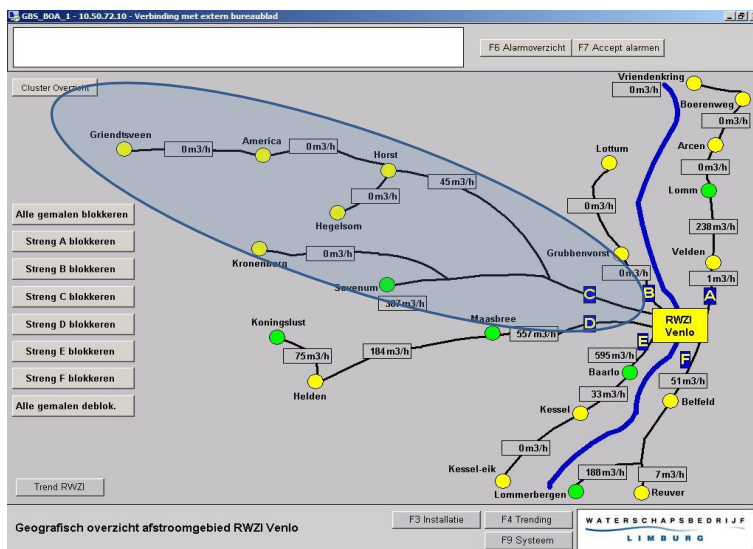 GBS_BOA_1 - 10.50.72.10 - Verbinding met extern bureaublad
F6 Alarmoverzicht
F7 Accept alarmen
Cluster Overzicht
Vriendenkring
0m3/h
Boerenweg
0m3/h
Griendtsveen
0m3/h
America
0m3/h
Horst
45m3/h
Lottum
Arcen
0m3/h
0m3/h
Hegelsom
0m3/h
Lomm
238m3/h
Alle gemalen blokkeren
Streng A blokkeren
Streng B blokkeren
Streng C blokkeren
Streng D blokkeren
Streng E blokkeren
Streng F blokkeren
Alle gemalen deblok.
Kronenberg
0m3/h
Grubbenvorst
0m3/h
Velden
1m3/h
Sevenum
387m3/h
C
B
A
RWZI
Venlo
Koningslust
75m3/h
184m3/h
Maasbree
557m3/h
D
E
F
Helden
595m3/h
Baarlo
33m3/h
51m3/h
Kessel
Belfeld
0m3/h
Kessel-eik
188m3/h
7m3/h
Lommerbergen
Reuver
Trend RWZI
Geografisch overzicht afstroomgebied RWZI Venlo
F3 Installatie
F4 Trending
F9 Systeem
WATERSCHAPSBEDRIJF
LIMBURG